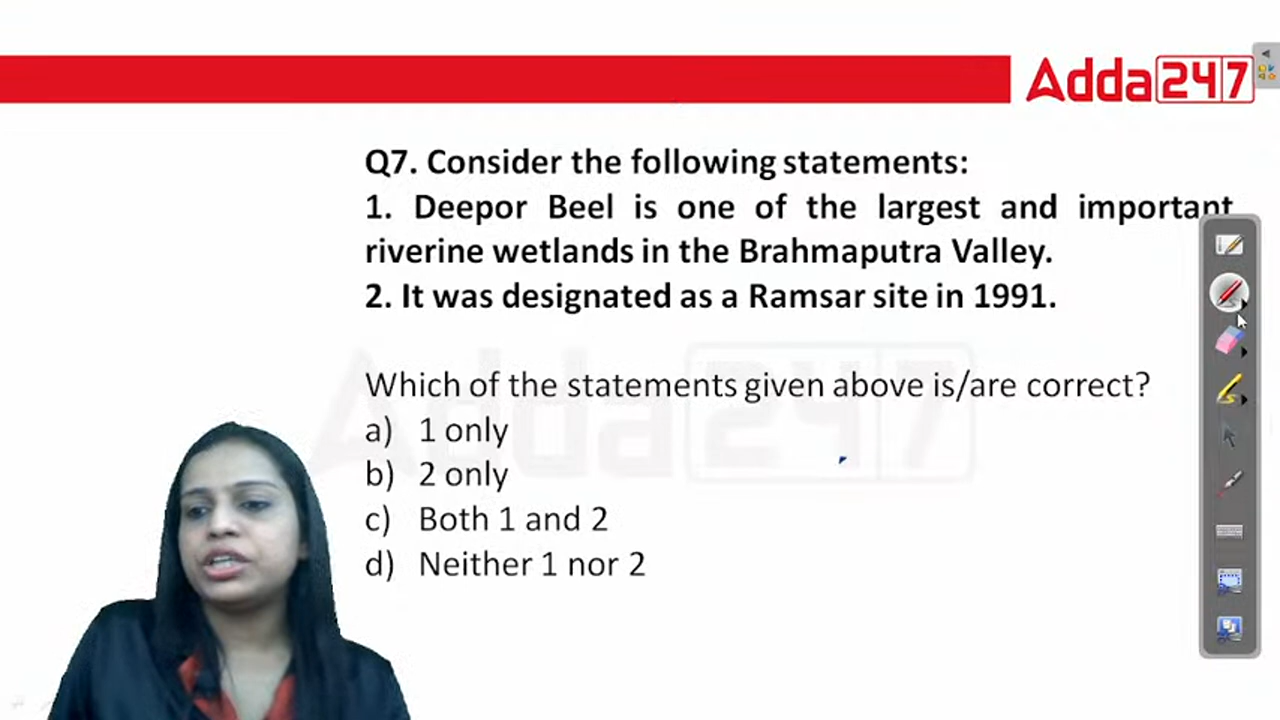 Adda247
Q7. Consider the following statements:
1. Deepor Beel is one of the largest and important
riverine wetlands in the Brahmaputra Valley.
2. It was designated as a Ramsar site in 1991.
Adda247
Which of the statements given above is/are correct?
a) 1 only
b) 2 only
c) Both 1 and 2
d) Neither 1 nor 2